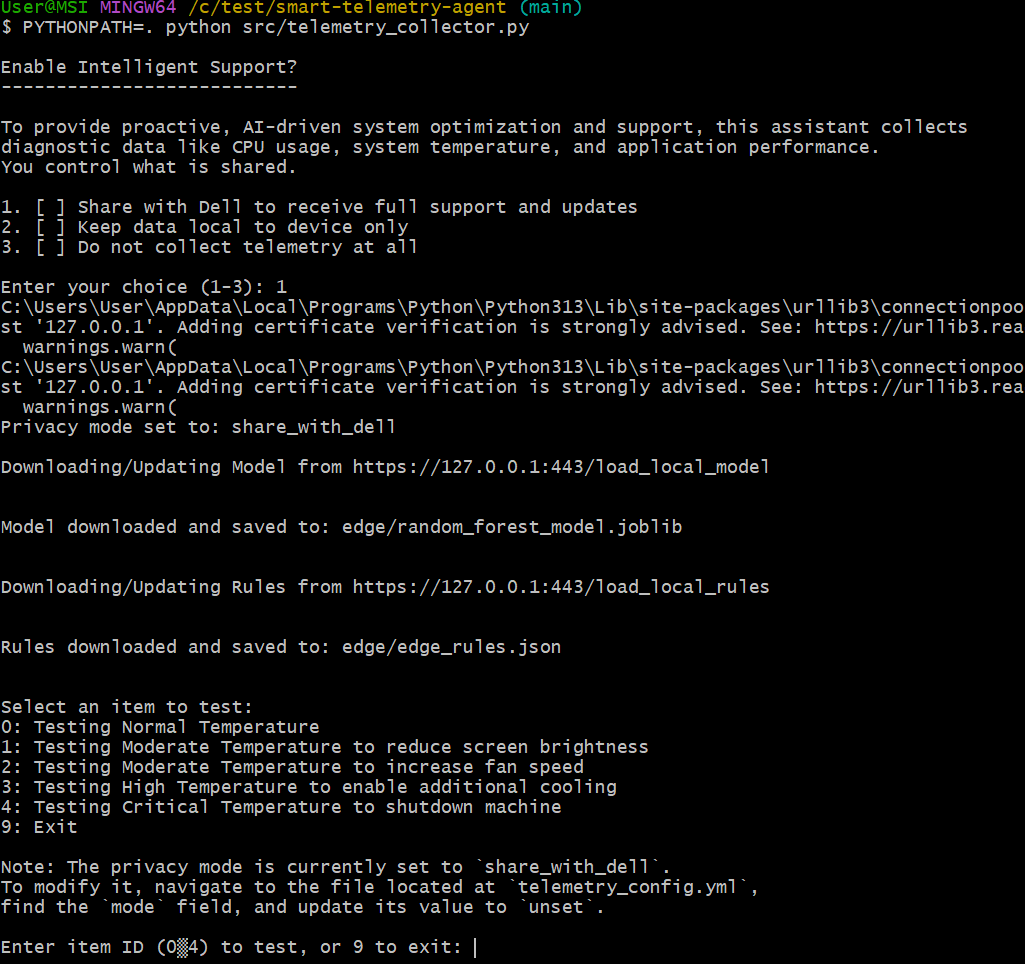 User@MSI MINGW64 /c/test/smart-telemetry-agent (main)
$ PYTHONPATH=. python src/telemetry_collector.py
Enable Intelligent Support?
---------------------------
To provide proactive, AI-driven system optimization and support, this assistant collects
diagnostic data like CPU usage, system temperature, and application performance.
You control what is shared.
1. [ ] Share with Dell to receive full support and updates
2. [ ] Keep data local to device only
3. [ ] Do not collect telemetry at all
Enter your choice (1-3): 1
C:\Users\User\AppData\Local\Programs\Python\Python313\Lib\site-packages\urllib3\connectionpoo
st '127.0.0.1'. Adding certificate verification is strongly advised. See: https://urllib3.rea
  warnings.warn(
C:\Users\User\AppData\Local\Programs\Python\Python313\Lib\site-packages\urllib3\connectionpoo
st '127.0.0.1'. Adding certificate verification is strongly advised. See: https://urllib3.rea
  warnings.warn(
Privacy mode set to: share_with_dell
Downloading/Updating Model from https://127.0.0.1:443/load_local_model
Model downloaded and saved to: edge/random_forest_model.joblib
Downloading/Updating Rules from https://127.0.0.1:443/load_local_rules
Rules downloaded and saved to: edge/edge_rules.json
Select an item to test:
0: Testing Normal Temperature
1: Testing Moderate Temperature to reduce screen brightness
2: Testing Moderate Temperature to increase fan speed
3: Testing High Temperature to enable additional cooling
4: Testing Critical Temperature to shutdown machine
9: Exit
Note: The privacy mode is currently set to `share_with_dell`.
To modify it, navigate to the file located at `telemetry_config.yml`,
find the `mode` field, and update its value to `unset`.
Enter item ID (0▒4) to test, or 9 to exit: